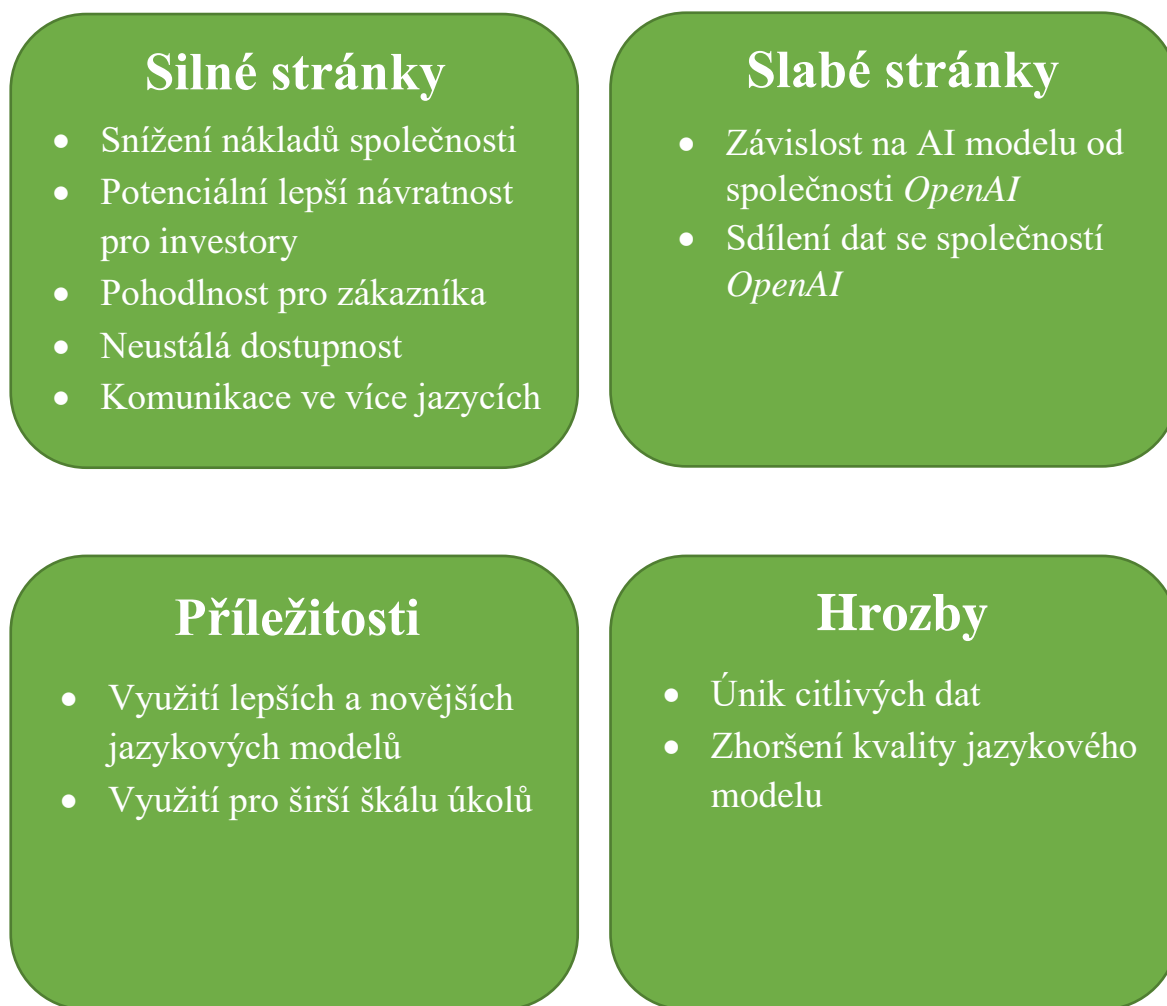 Silné stránky
• Snížení nákladů společnosti
• Potenciální lepší návratnost
pro investory
• Pohodlnost pro zákazníka
• Neustálá dostupnost
• Komunikace ve více jazycích
Slabé stránky
• Závislost na AI modelu od
společnosti OpenAI
• Sdílení dat se společností
OpenAI
Příležitosti
• Využití lepších a novějších
jazykových modelů
• Využití pro širší škálu úkolů
Hrozby
• Únik citlivých dat
• Zhoršení kvality jazykového
modelu